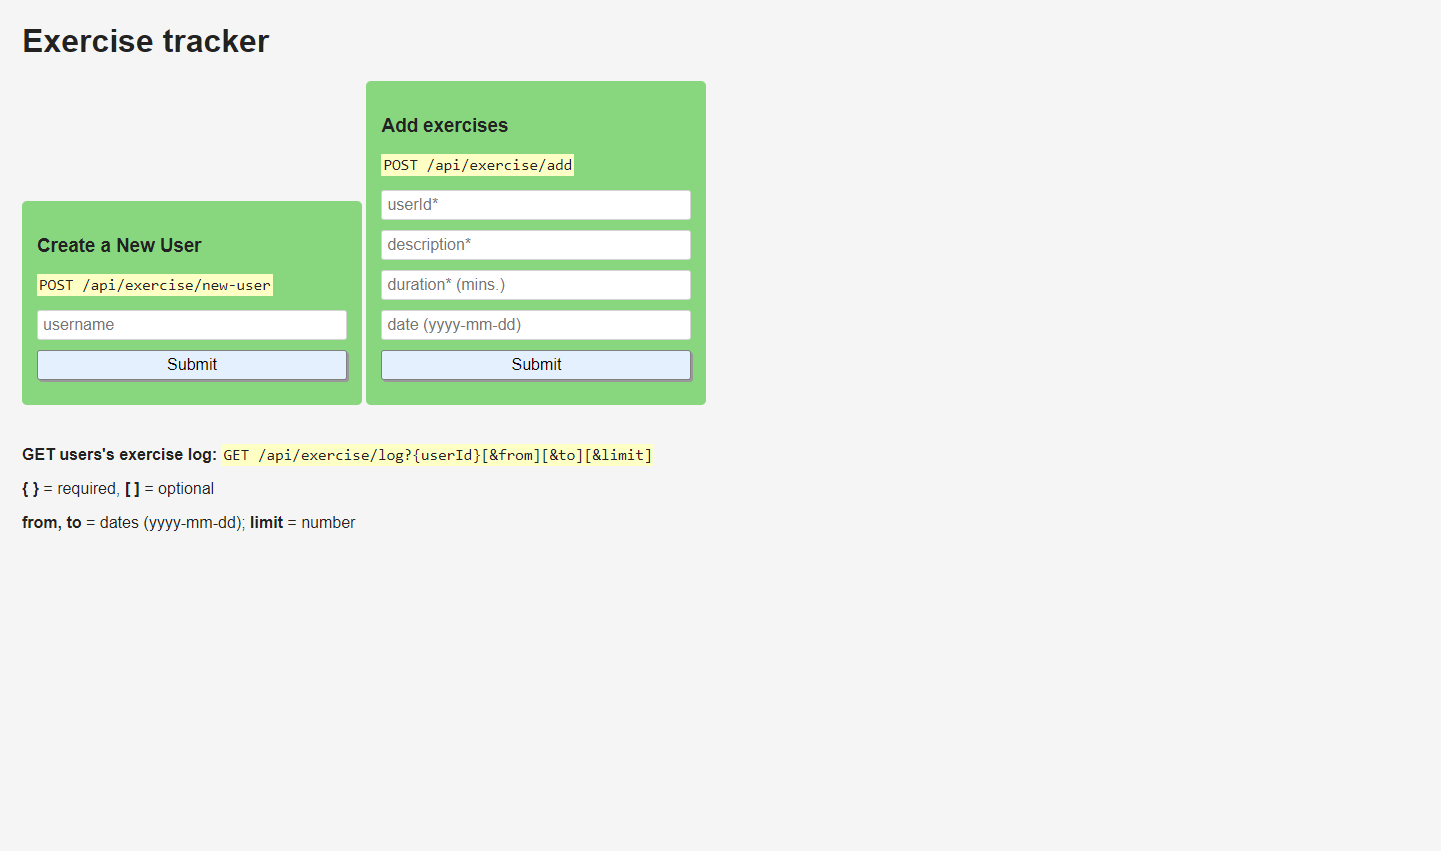 Exercise tracker
Create a New User
POST /api/exercise/new-user
username
Submit
Add exercises
POST /api/exercise/add
userId*
description*
duration* (mins.)
date (yyyy-mm-dd)
Submit
GET users's exercise log: GET /api/exercise/log?{userId}[&from][&to][&limit]
{ } = required, [ ] = optional
from, to = dates (yyyy-mm-dd); limit = number